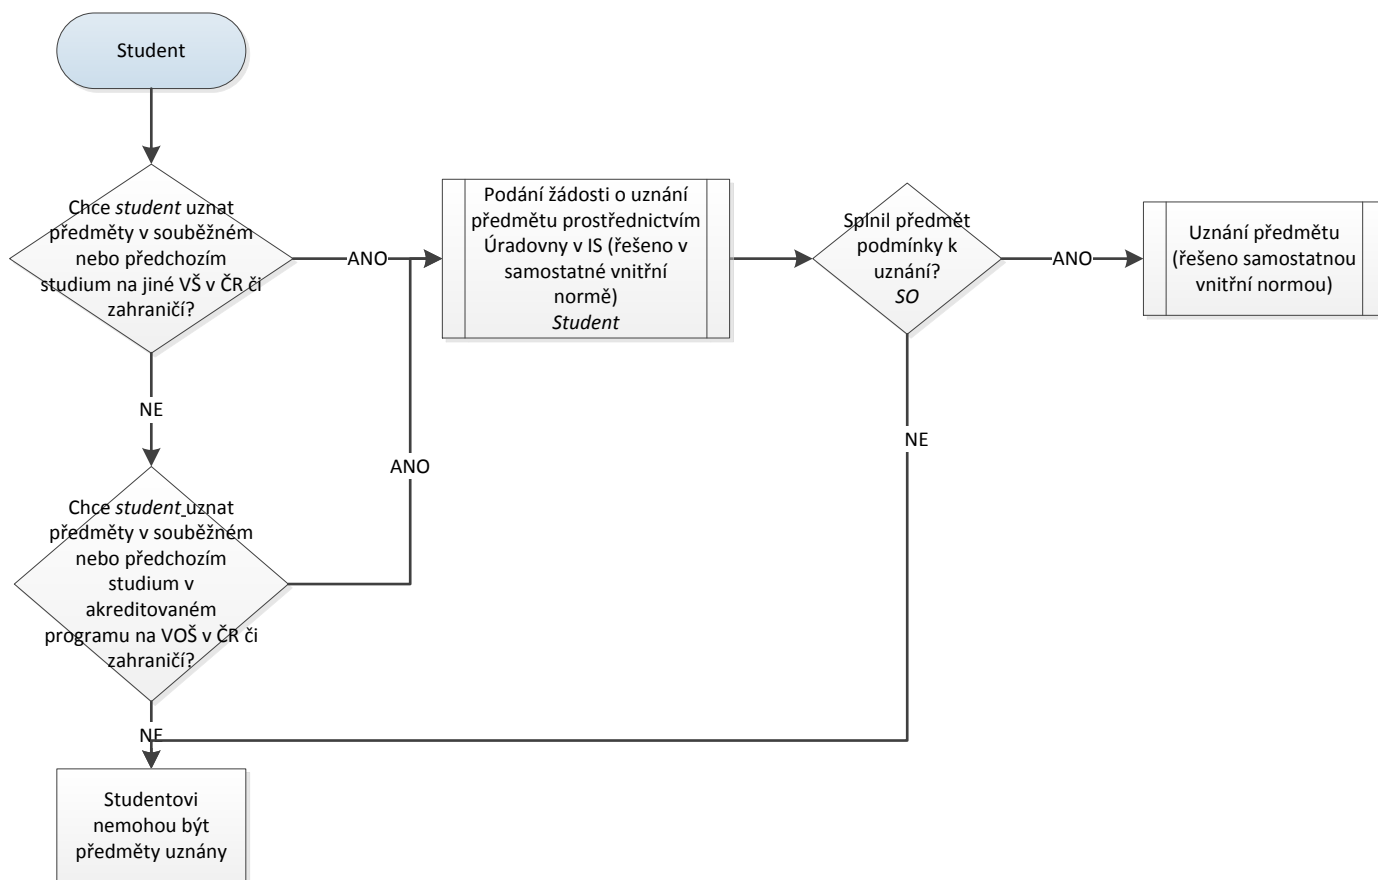 Student
Chce student uznat
předměty v souběžném
nebo předchozím
studium na jiné VŠ v ČR či
zahraničí?
ANO
Podání žádosti o uznání
předmětu prostřednictvím
Úradovny v IS (řešeno v
samostatné vnitřní
normě)
Student
Splnil předmět
podmínky k
uznání?
SO
ANO
Uznání předmětu
(řešeno samostatnou
vnitřní normou)
NE
NE
ANO
Chce student uznat
předměty v souběžném
nebo předchozím
studium v
akreditovaném
programu na VOŠ v ČR či
zahraničí?
NE
Studentovi
nemohou být
předměty uznány